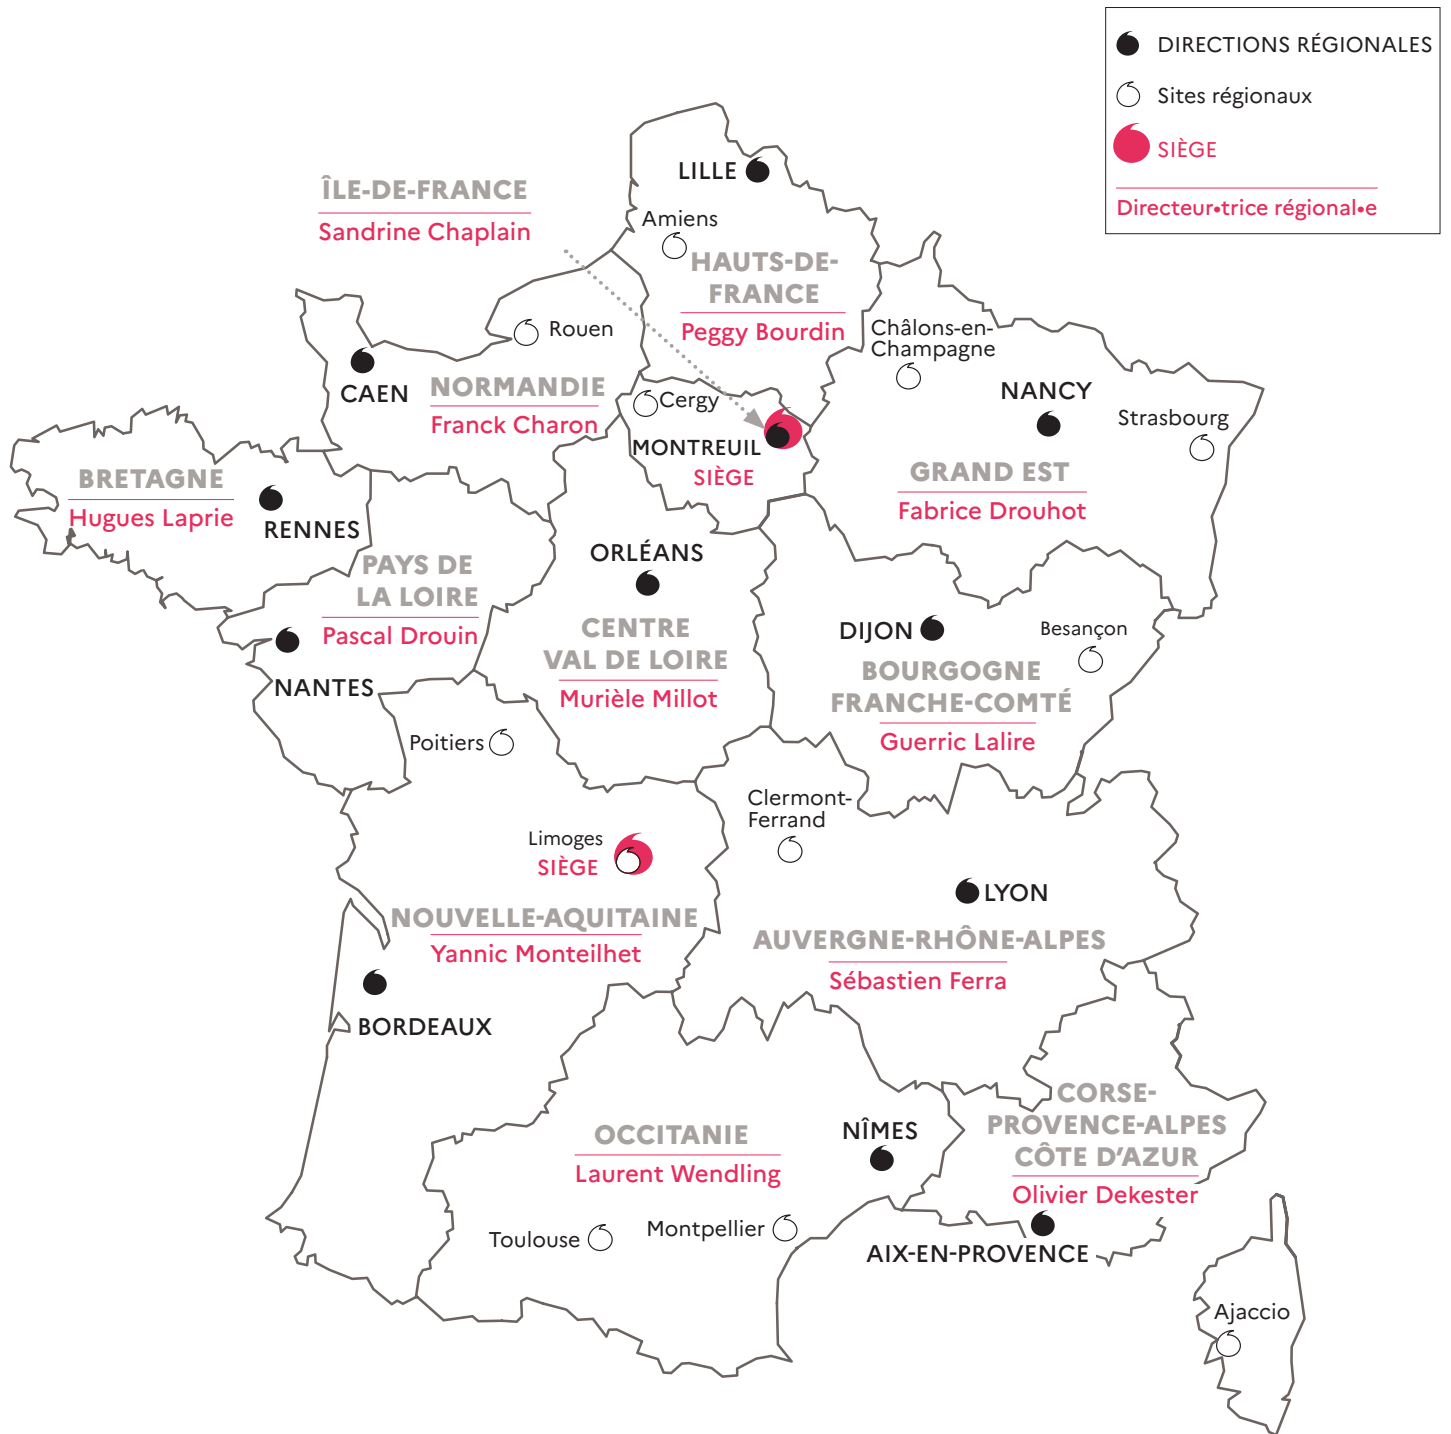 DIRECTIONS RÉGIONALES
Sites régionaux
SIÈGE
Directeur•trice régional•e
LILLE
ÎLE-DE-FRANCE
Sandrine Chaplain
Amiens
HAUTS-DE-
FRANCE
Peggy Bourdin
Rouen
Châlons-en-
Champagne
CAEN
NORMANDIE
Franck Charon
Cergy
NANCY
Strasbourg
MONTREUIL
SIÈGE
GRAND EST
Fabrice Drouhot
BRETAGNE
Hugues Laprie
RENNES
PAYS DE
LA LOIRE
Pascal Drouin
NANTES
ORLÉANS
CENTRE
VAL DE LOIRE
Murièle Millot
DIJON
Besançon
BOURGOGNE
FRANCHE-COMTÉ
Guerric Lalire
Poitiers
Clermont-
Ferrand
Limoges
SIÈGE
LYON
NOUVELLE-AQUITAINE
Yannic Monteilhet
AUVERGNE-RHÔNE-ALPES
Sébastien Ferra
BORDEAUX
OCCITANIE
Laurent Wendling
NÎMES
CORSE-
PROVENCE-ALPES
CÔTE D'AZUR
Olivier Dekester
Toulouse
Montpellier
AIX-EN-PROVENCE
Ajaccio